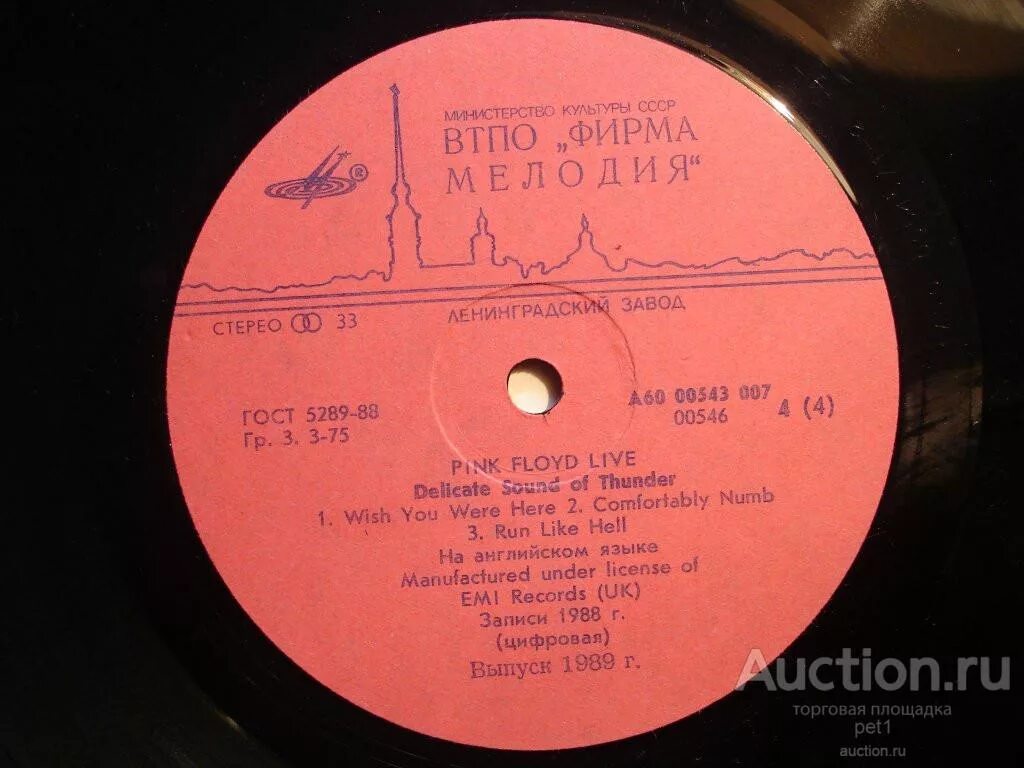 МИНИСТЕРСТВО КУЛЬТУРЫ СССР
ВТПО „ФИРМА
МЕЛОДИЯ“
®
ЛЕНИНГРАДСКИЙ ЗАВОД
СТЕРЕО 33
ГОСТ 5289-88
Гр. 3. 3-75
А60 00543 007
00546
4 (4)
PINK FLOYD LIVE
Delicate Sound of Thunder
1. Wish You Were Here 2. Comfortably Numb
3. Run Like Hell
На английском языке
Manufactured under license of
EMI Records (UK)
Записи 1988 г.
(цифровая)
Выпуск 1989 г.
Auction.ru
торговая площадка
pet1
auction.ru